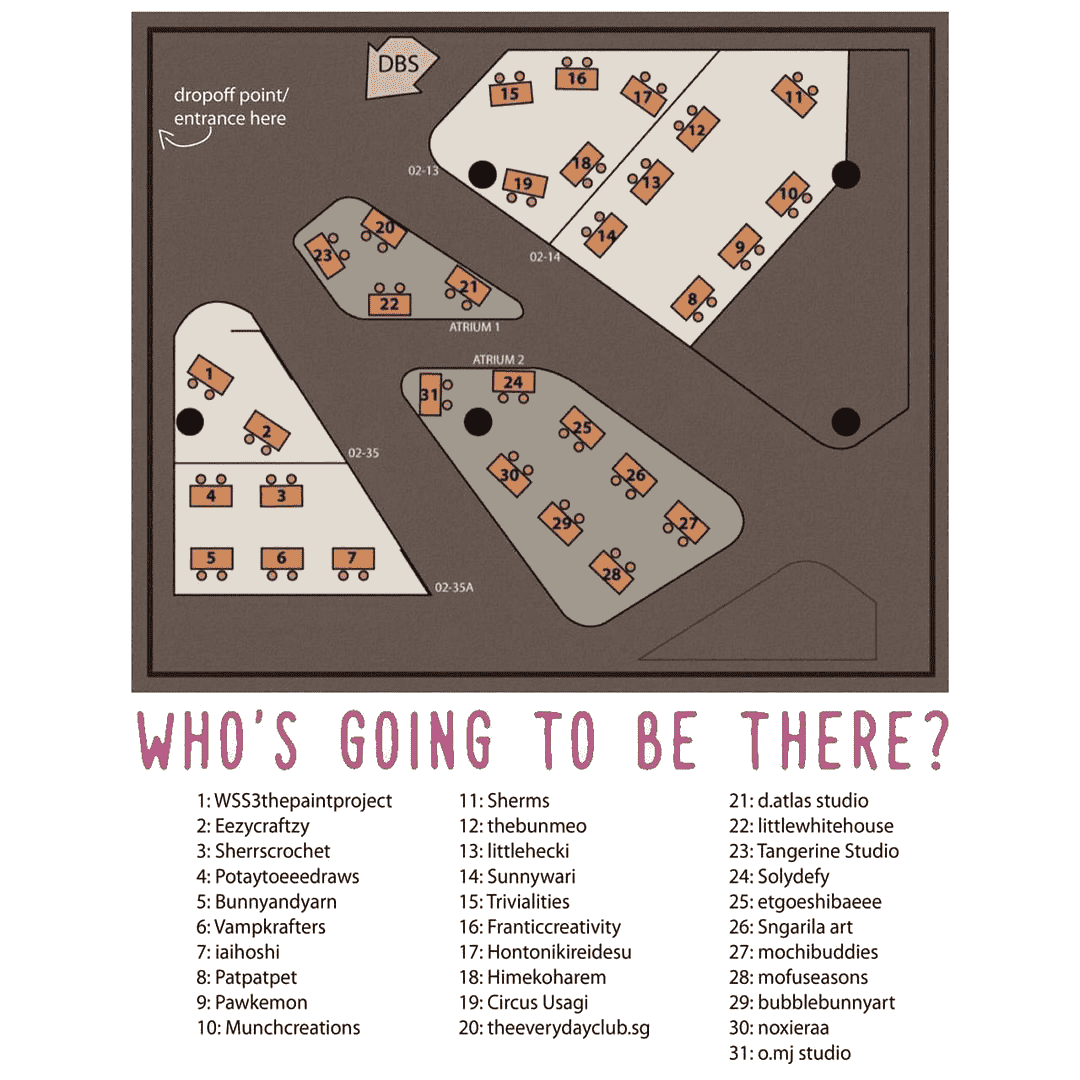 DBS
dropoff point/
entrance here
15
16
17
11
12
02-13
18
13
19
10
20
14
9
23
02-14
21
8
22
ATRIUM 1
ATRIUM 2
1
31
24
2
25
02-35
30
26
4
3
29
27
5
6
7
28
02-35A
WHO'S GOING TO BE THERE?
1: WSS3thepaintproject
2: Eezycraftzy
3: Sherrscrochet
4: Potaytoeeedraws
5: Bunnyandyarn
6: Vampkrafters
7: iaihoshi
8: Patpatpet
9: Pawkemon
10: Munchcreations
11: Sherms
12: thebunmeo
13: littlehecki
14: Sunnywari
15: Trivialities
16: Franticcreativity
17: Hontonikireidesu
18: Himekoharem
19: Circus Usagi
20: theeverydayclub.sg
21: d.atlas studio
22: littlewhitehouse
23: Tangerine Studio
24: Solydefy
25: etgoeshibaeee
26: Sngarila art
27: mochibuddies
28: mofuseasons
29: bubblebunnyart
30: noxieraa
31: o.mj studio